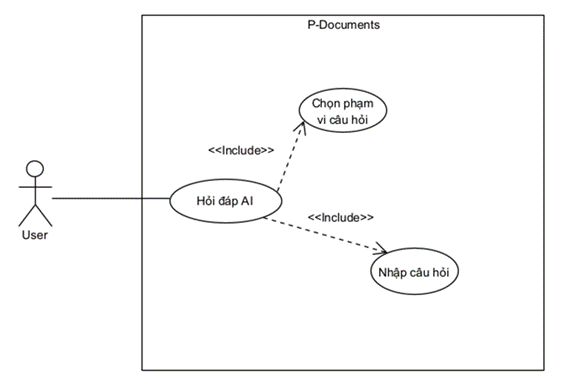 P-Documents
Chọn phạm
vi câu hỏi
<<Include>>
Hỏi đáp AI
<<Include>>
User
Nhập câu hỏi